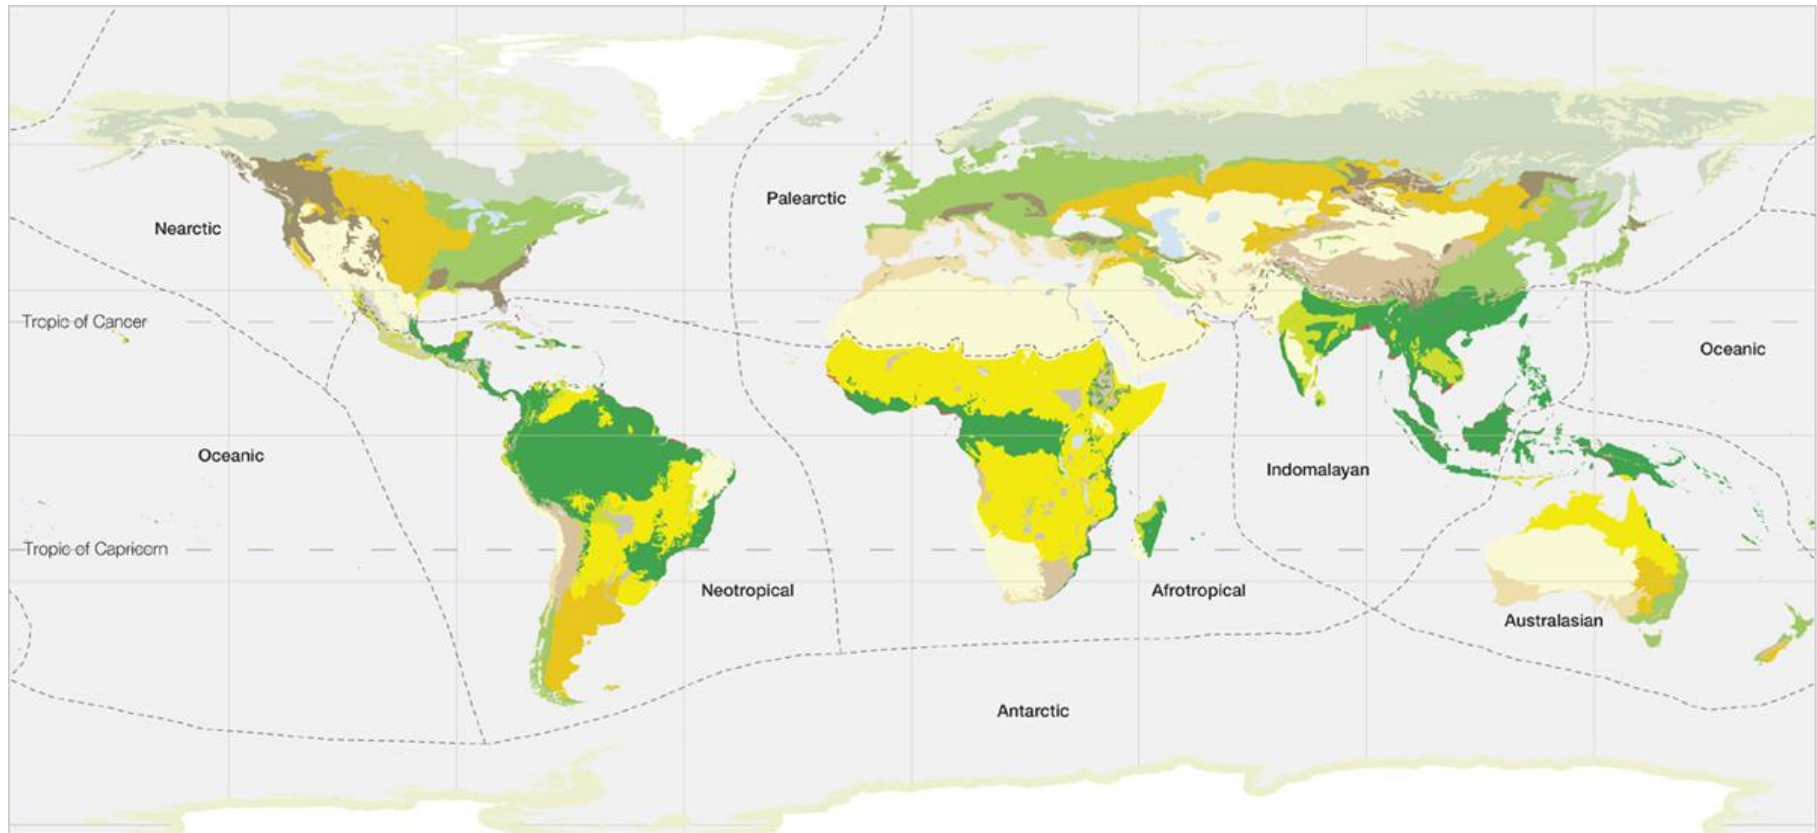 Palearctic
Nearctic
Tropic of Cancer
Oceanic
Oceanic
Indomalayan
Tropic of Capricorn
Neotropical
Afrotropical
Australasian
Antarctic